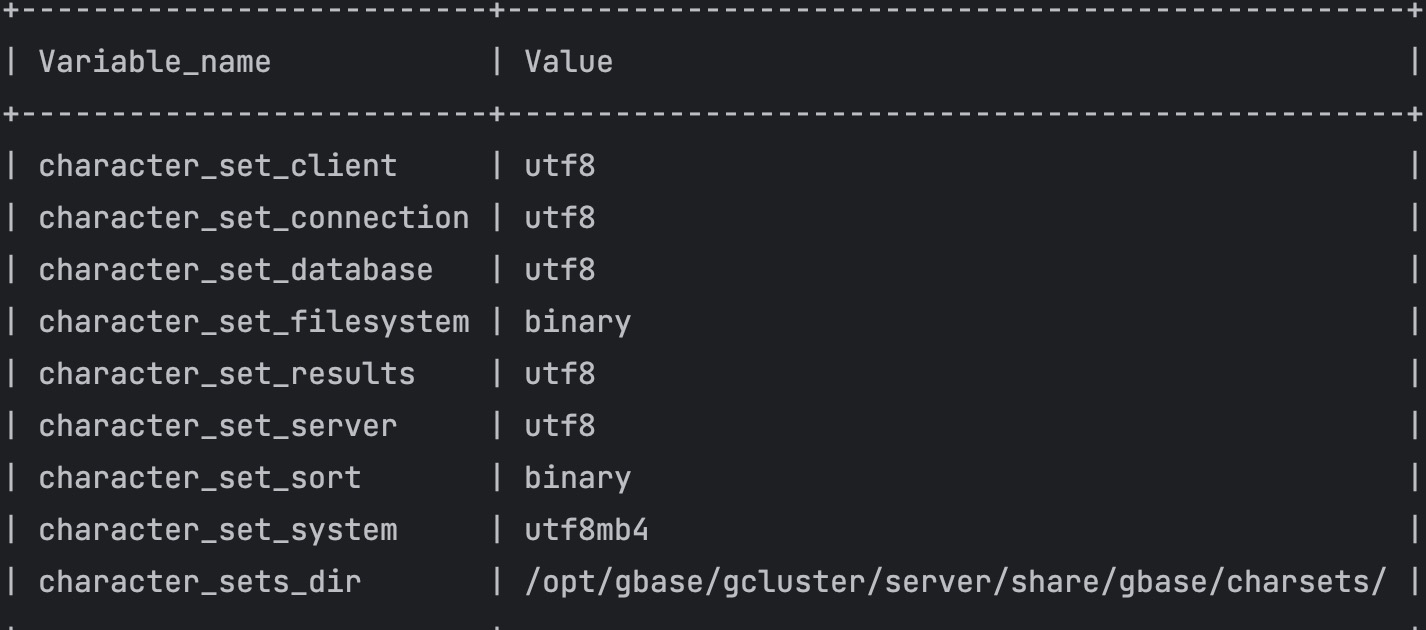 +--------------------------+--------------------------------------------------+
| Variable_name            | Value                                            |
+--------------------------+--------------------------------------------------+
| character_set_client     | utf8                                             |
| character_set_connection | utf8                                             |
| character_set_database   | utf8                                             |
| character_set_filesystem | binary                                           |
| character_set_results    | utf8                                             |
| character_set_server     | utf8                                             |
| character_set_sort       | binary                                           |
| character_set_system     | utf8mb4                                          |
| character_sets_dir       | /opt/gbase/gcluster/server/share/gbase/charsets/ |